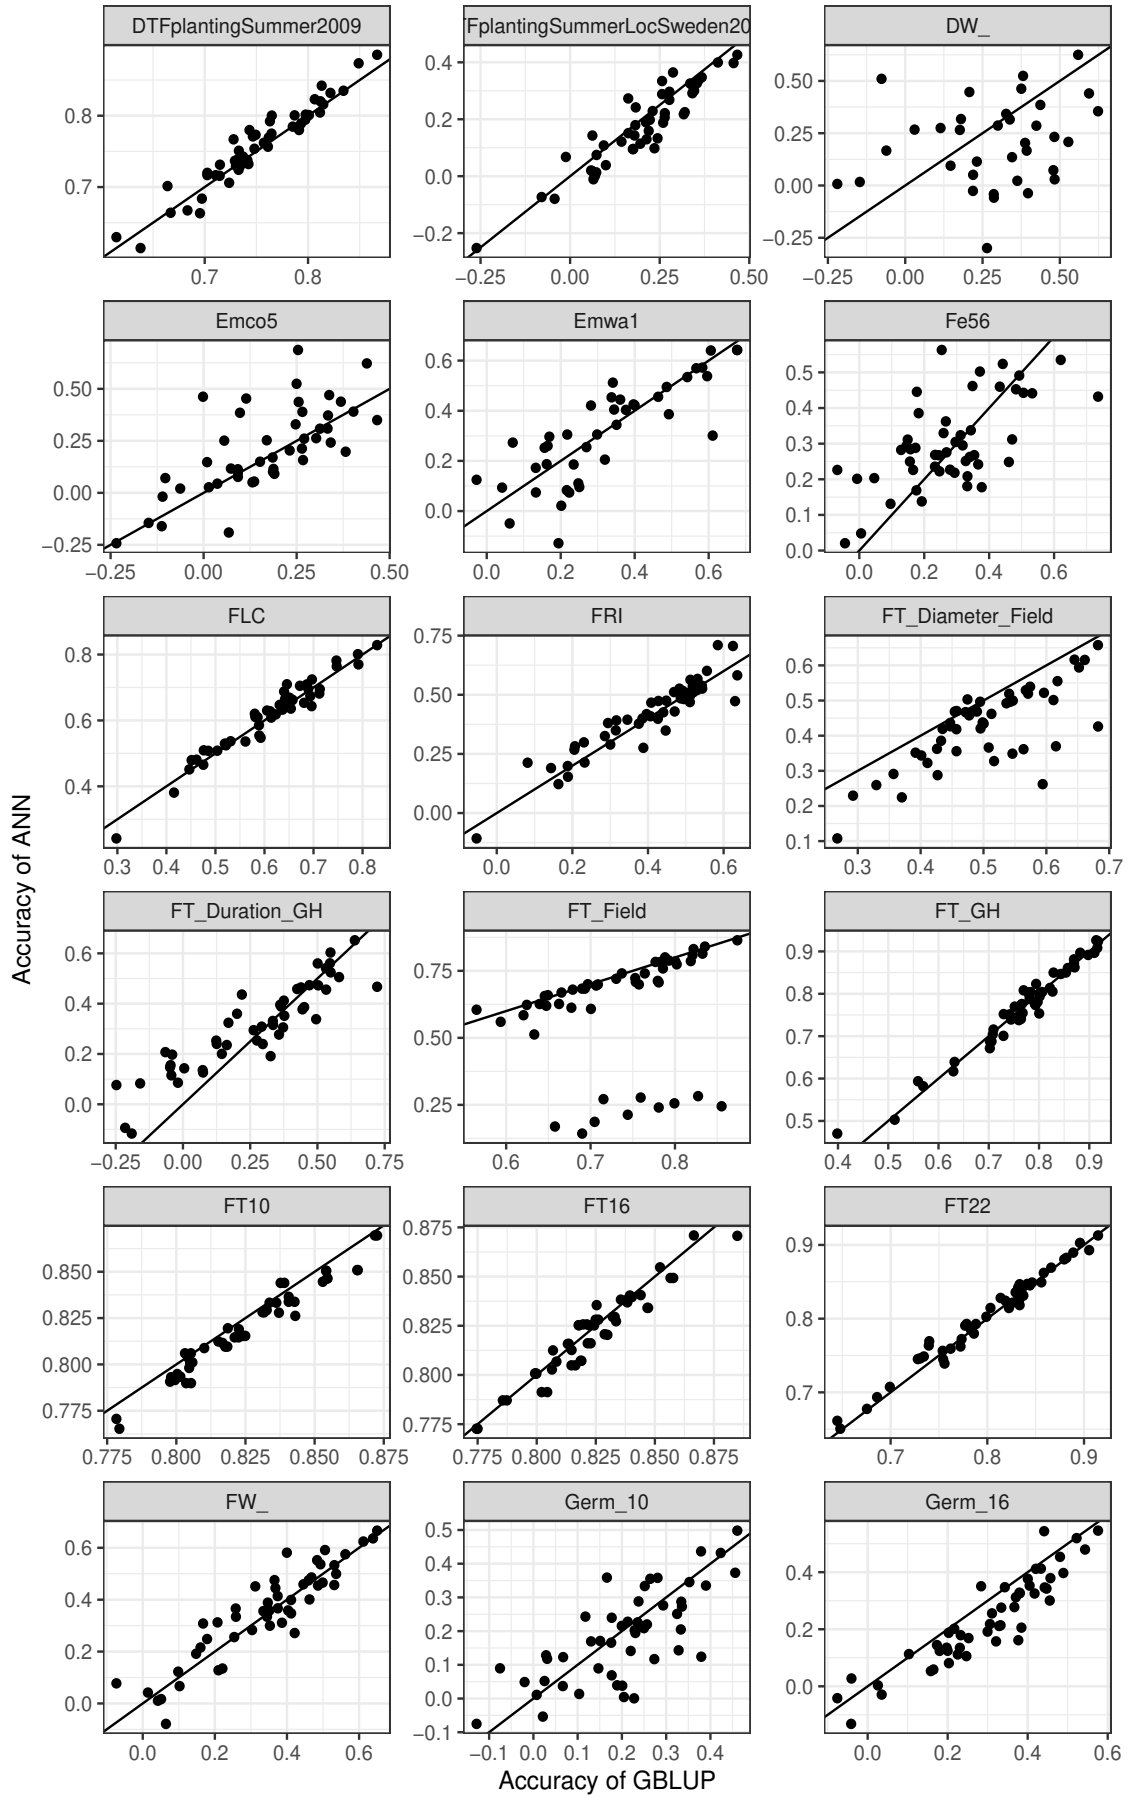 DTFplantingSummer2009
TFplantingSummerLocSweden20
DW_
0.8
0.7
0.7 0.8
0.4
0.2
0.0
−0.2
−0.25 0.00 0.25 0.50
0.50
0.25
0.00
−0.25
−0.25 0.00 0.25 0.50
Emco5
Emwa1
Fe56
0.50
0.25
0.00
−0.25
−0.25 0.00 0.25 0.50
0.6
0.4
0.2
0.0
0.0 0.2 0.4 0.6
0.5
0.4
0.3
0.2
0.1
0.0
0.0 0.2 0.4 0.6
FLC
FRI
FT_Diameter_Field
0.8
0.6
0.4
0.3 0.4 0.5 0.6 0.7 0.8
0.75
0.50
0.25
0.00
0.0 0.2 0.4 0.6
0.6
0.5
0.4
0.3
0.2
0.1
0.3 0.4 0.5 0.6 0.7
Accuracy of ANN
FT_Duration_GH
FT_Field
FT_GH
0.6
0.4
0.2
0.0
−0.25 0.00 0.25 0.50 0.75
0.75
0.50
0.25
0.6 0.7 0.8
0.9
0.8
0.7
0.6
0.5
0.4 0.5 0.6 0.7 0.8 0.9
FT10
FT16
FT22
0.850
0.825
0.800
0.775
0.775 0.800 0.825 0.850 0.875
0.875
0.850
0.825
0.800
0.775
0.775 0.800 0.825 0.850 0.875
0.9
0.8
0.7
0.7 0.8 0.9
FW_
Germ_10
Germ_16
0.6
0.4
0.2
0.0
0.0 0.2 0.4 0.6
0.5
0.4
0.3
0.2
0.1
0.0
−0.1
−0.1 0.0 0.1 0.2 0.3 0.4
0.4
0.2
0.0
0.0 0.2 0.4 0.6
Accuracy of GBLUP